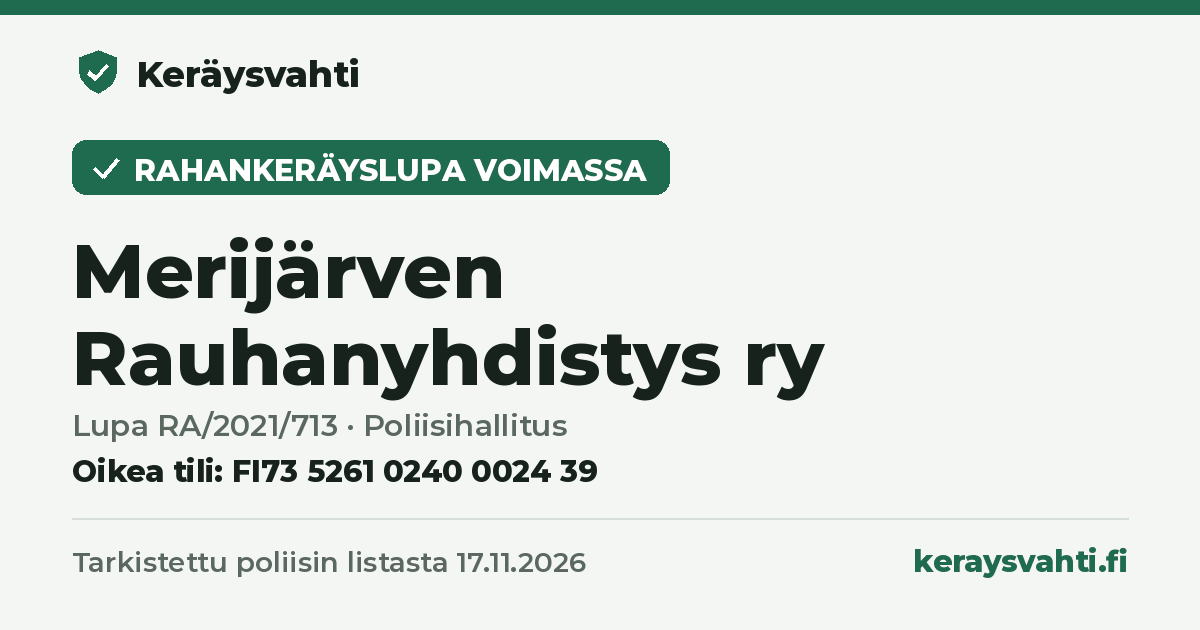 Keräysvahti
RAHANKERÄYSLUPA VOIMASSA
Merijärven
Rauhanyhdistys ry
Lupa RA/2021/713 · Poliisihallitus
Oikea tili: FI73 5261 0240 0024 39
Tarkistettu poliisin listasta 17.11.2026
keraysvahti.fi